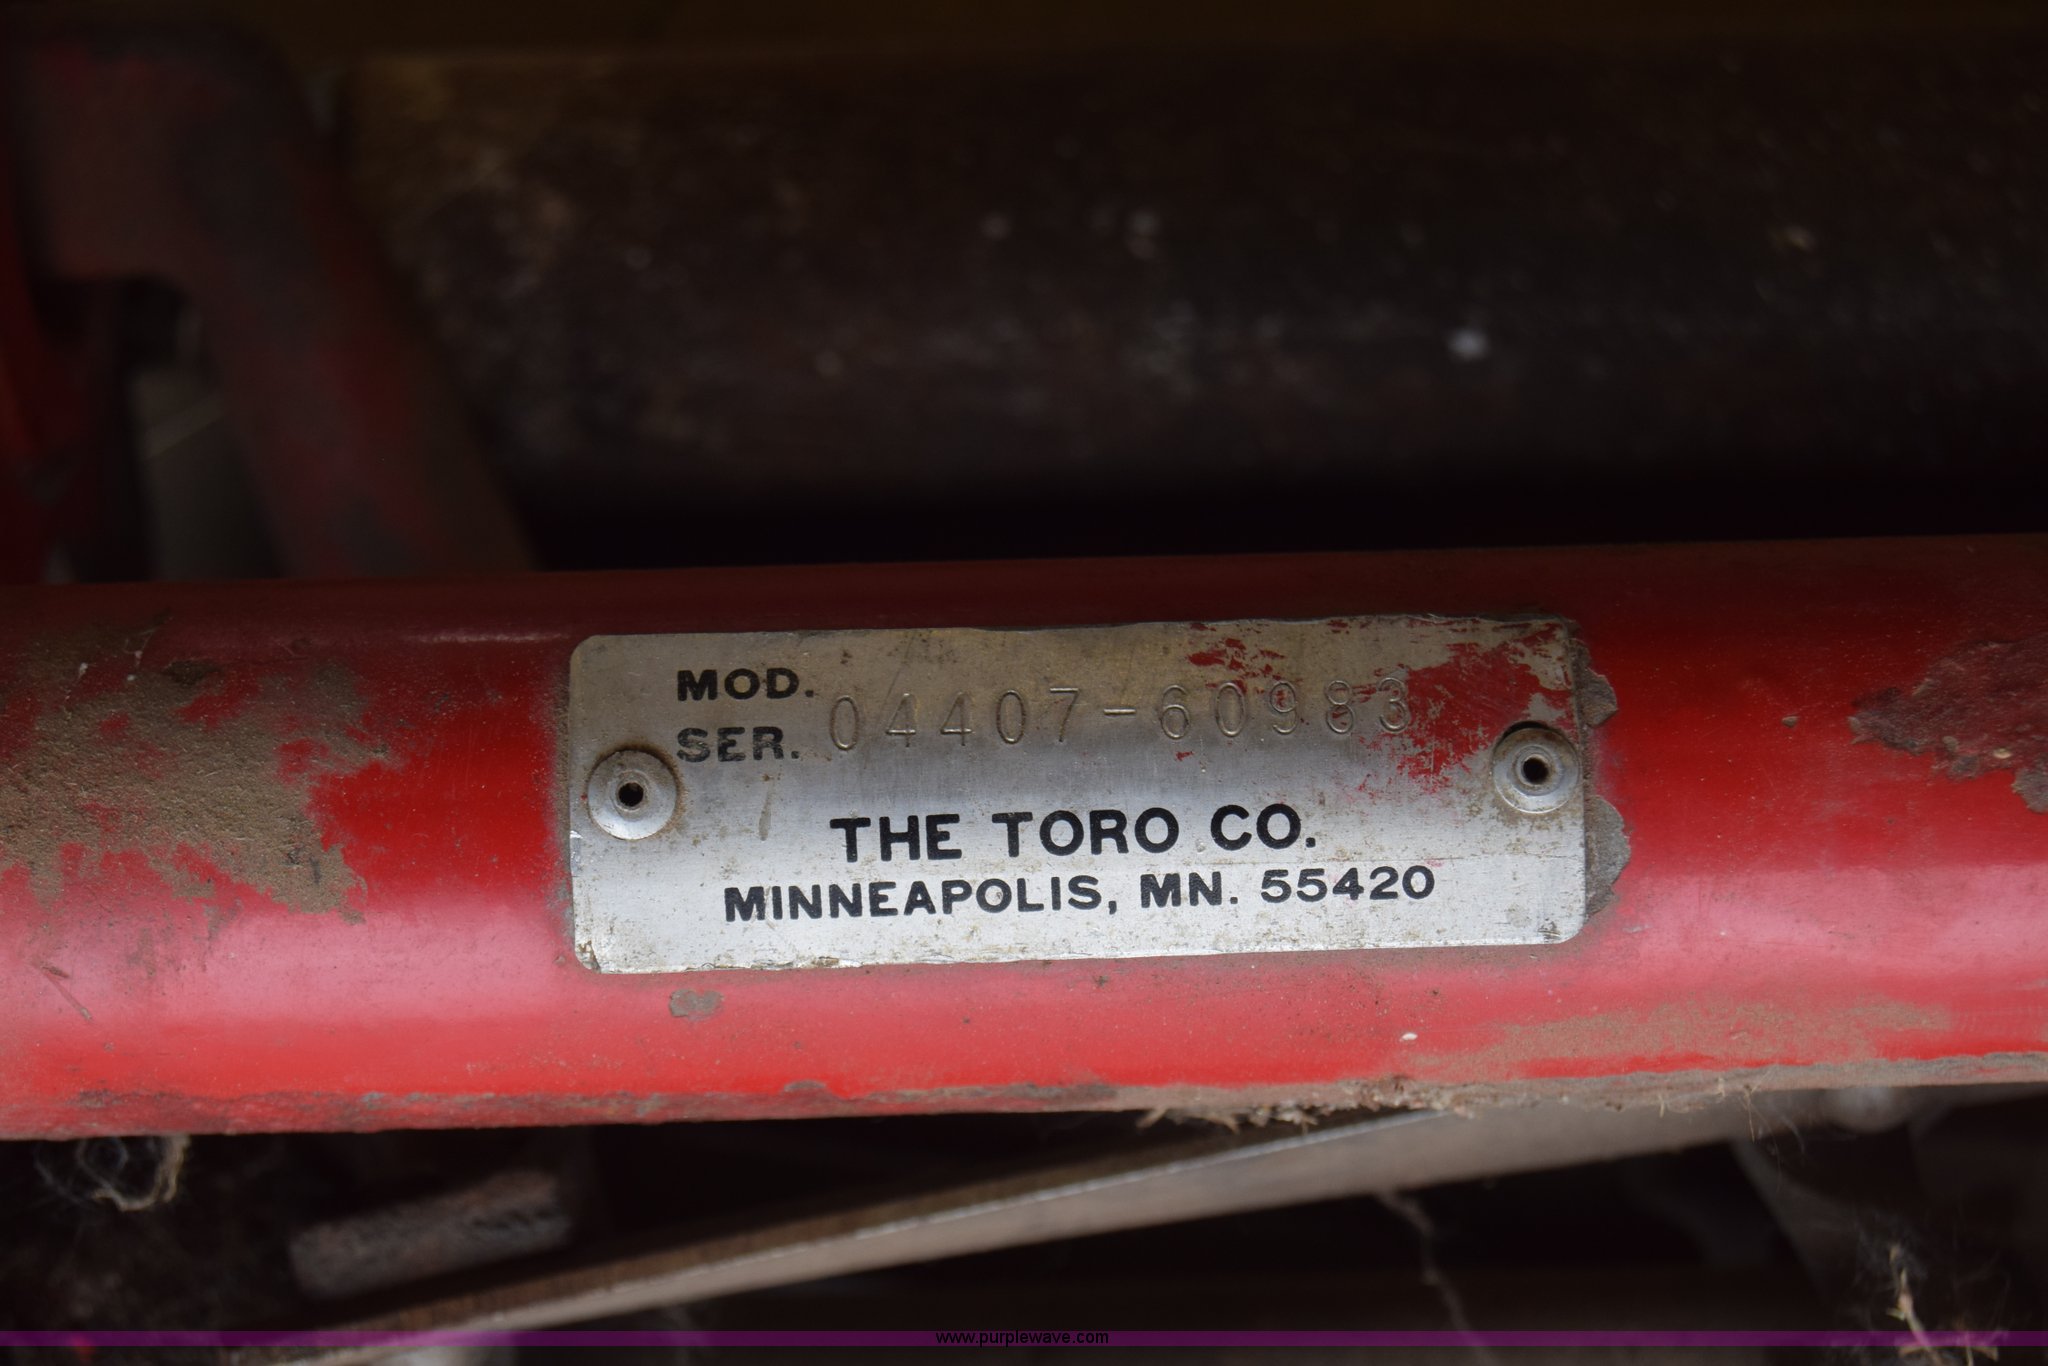 MOD.
SER. 04407-60983
THE TORO CO.
MINNEAPOLIS, MN. 55420
www.purplewave.com